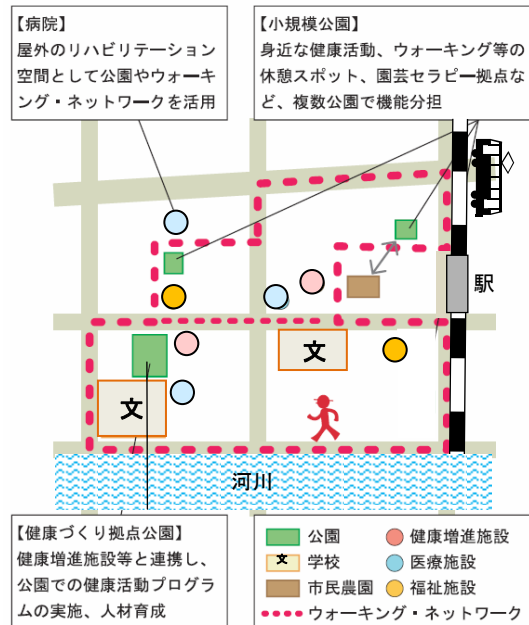 【病院】
屋外のリハビリテーション
空間として公園やウォーキ
ング・ネットワークを活用
【小規模公園】
身近な健康活動、ウォーキング等の
休憩スポット、園芸セラピー拠点な
ど、複数公園で機能分担
駅
文
文
河川
【健康づくり拠点公園】
健康増進施設等と連携し、
公園での健康活動プログラ
ムの実施、人材育成
公園
健康増進施設
文
学校
医療施設
市民農園
福祉施設
ウォーキング・ネットワーク